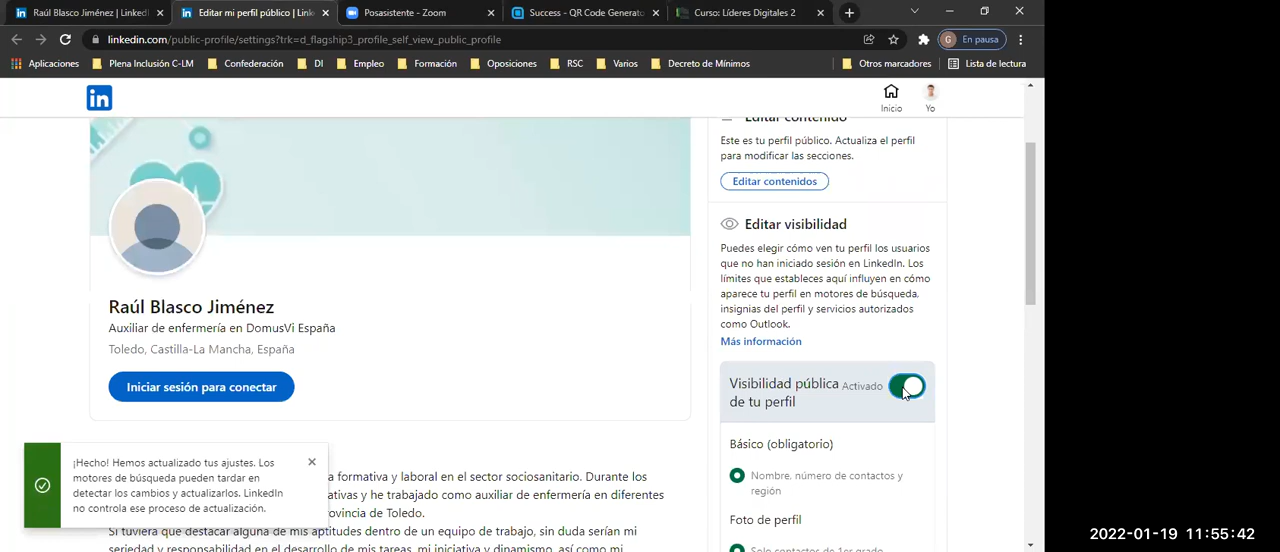 Raúl Blasco Jiménez | LinkedI
Editar mi perfil público | Link
Posasistente - Zoom
Success - QR Code Generato
Curso: Líderes Digitales 2
linkedin.com/public-profile/settings?trk=d_flagship3_profile_self_view_public_profile
G En pausa
Aplicaciones
Plena Inclusión C-LM
Confederación
DI
Empleo
Formación
Oposiciones
RSC
Varios
Decreto de Mínimos
Otros marcadores
Lista de lectura
in
Inicio
Yo
Editar contenido
Este es tu perfil público. Actualiza el perfil
para modificar las secciones.
Editar contenidos
Editar visibilidad
Puedes elegir cómo ven tu perfil los usuarios
que no han iniciado sesión en LinkedIn. Los
límites que estableces aquí influyen en cómo
aparece tu perfil en motores de búsqueda,
insignias del perfil y servicios autorizados
como Outlook.
Más información
Visibilidad pública
de tu perfil
Activado
Básico (obligatorio)
Nombre, número de contactos y
región
Foto de perfil
Solo contactos de 1er grado
Raúl Blasco Jiménez
Auxiliar de enfermería en DomusVi España
Toledo, Castilla-La Mancha, España
Iniciar sesión para conectar
¡Hecho! Hemos actualizado tus ajustes. Los
motores de búsqueda pueden tardar en
detectar los cambios y actualizarlos. LinkedIn
no controla ese proceso de actualización.
a formativa y laboral en el sector sociosanitario. Durante los
ativas y he trabajado como auxiliar de enfermería en diferentes
ovincia de Toledo.
Si tuviera que destacar alguna de mis aptitudes dentro de un equipo de trabajo, sin duda serían mi
seriedad y responsabilidad en el desarrollo de mis tareas, mi iniciativa y dinamismo, así como mi
2022-01-19 11:55:42